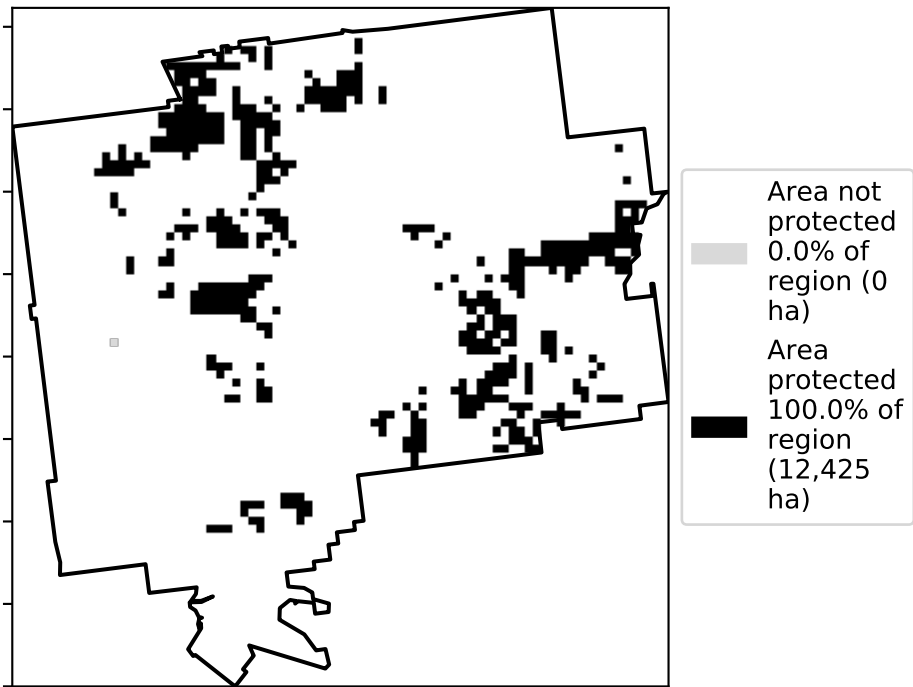 Area not
protected
0.0% of
region (0
ha)
Area
protected
100.0% of
region
(12,425
ha)